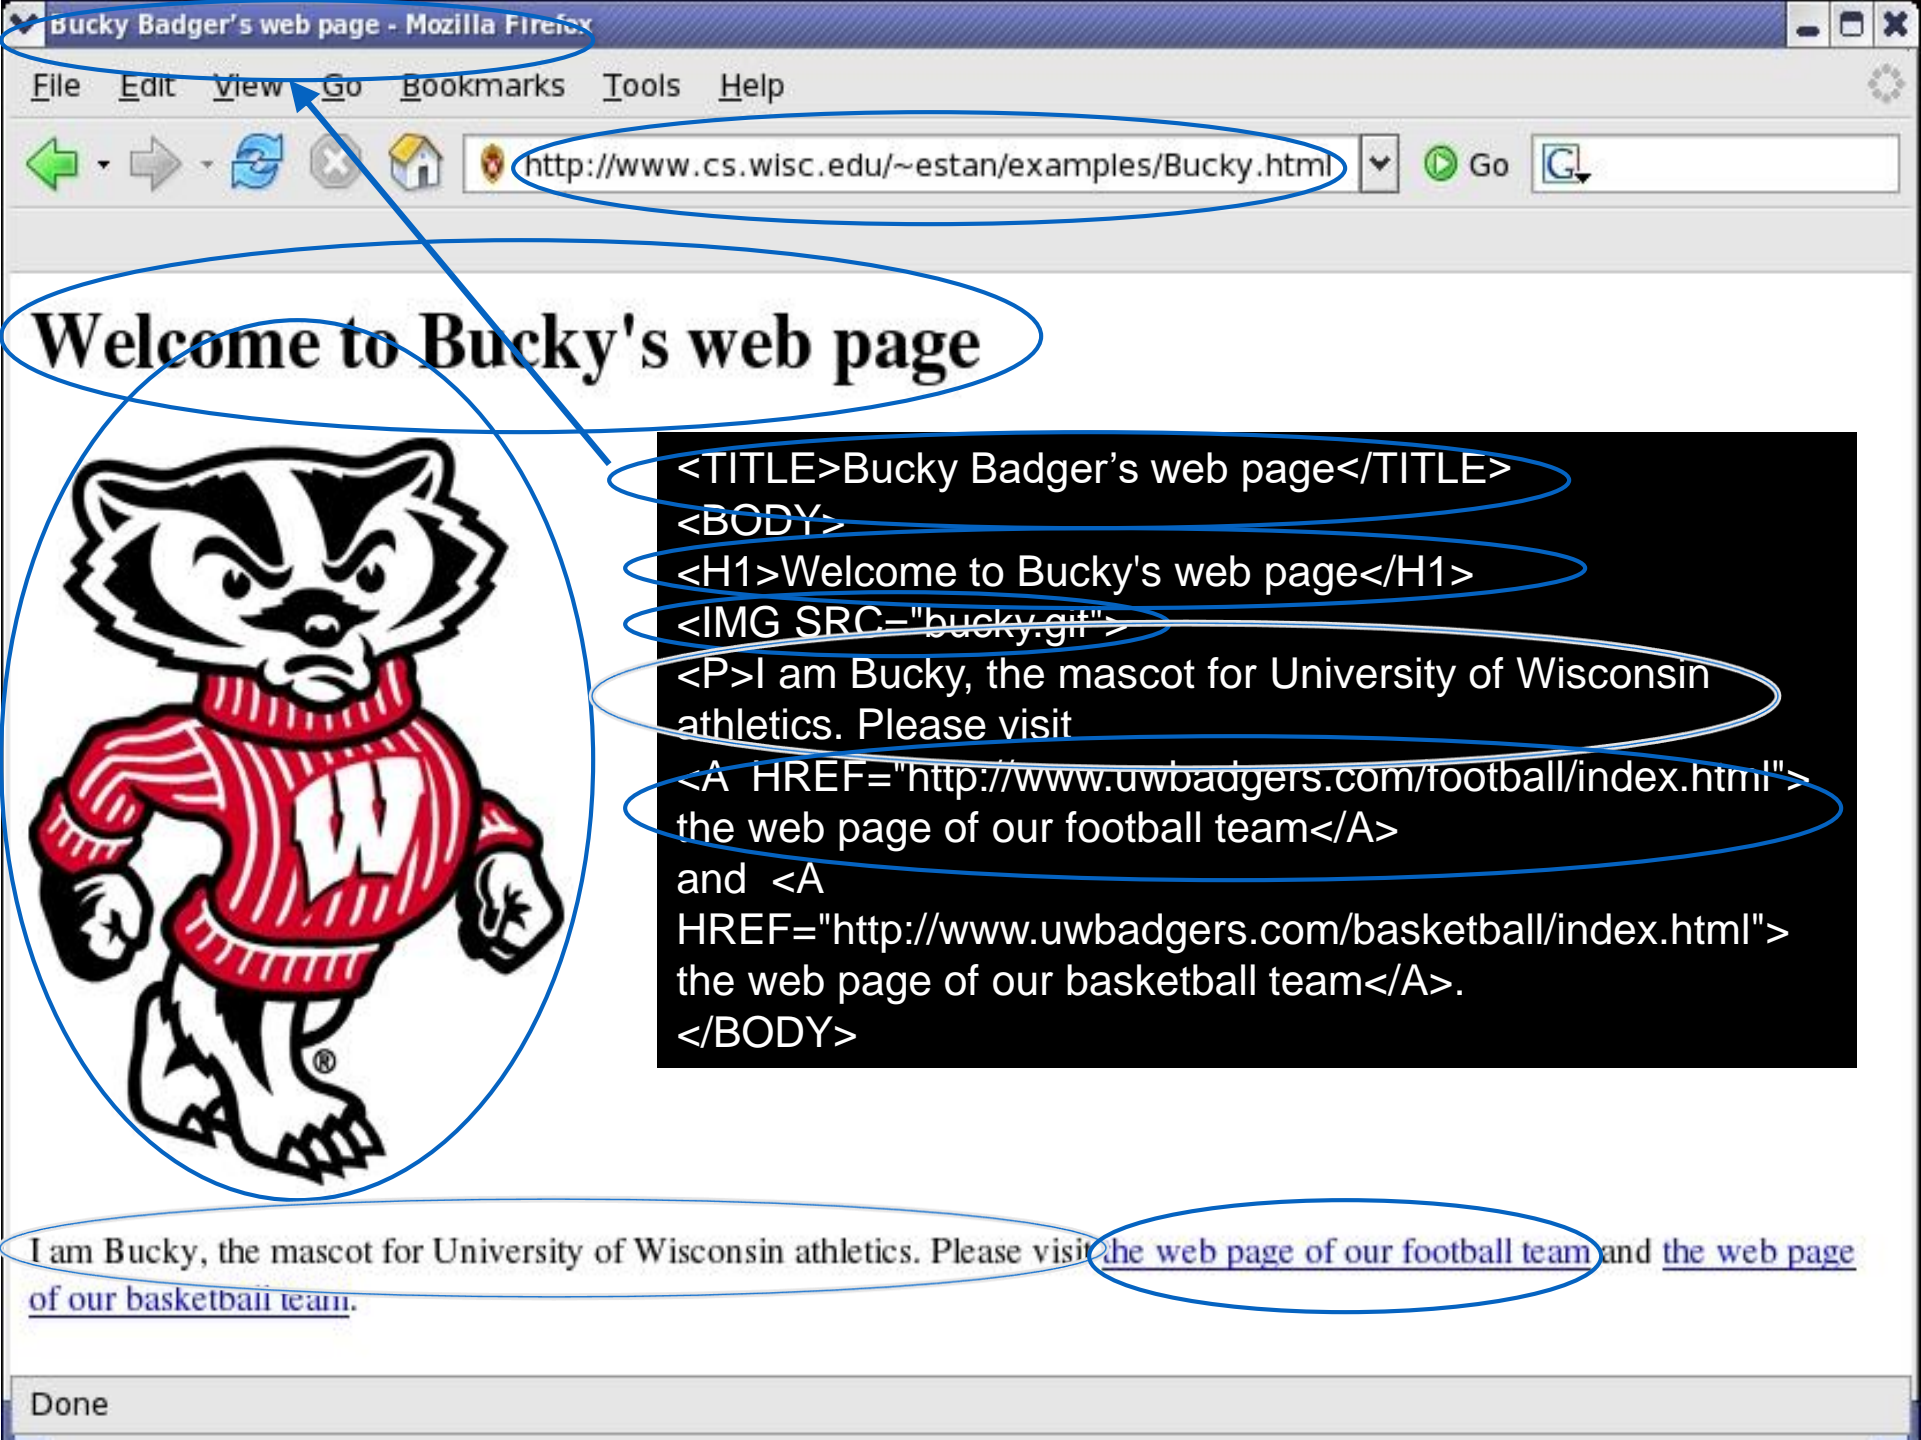 Bucky Badger's web page - Mozilla Firefox
File Edit View Go Bookmarks Tools Help
http://www.cs.wisc.edu/~estan/examples/Bucky.html Go G
Welcome to Bucky's web page
<TITLE>Bucky Badger’s web page</TITLE>
<BODY>
<H1>Welcome to Bucky's web page</H1>
<IMG SRC="bucky.gif">
<P>I am Bucky, the mascot for University of Wisconsin
athletics. Please visit
<A HREF="http://www.uwbadgers.com/football/index.html">
the web page of our football team</A>
and <A
HREF="http://www.uwbadgers.com/basketball/index.html">
the web page of our basketball team</A>.
</BODY>
W
®
I am Bucky, the mascot for University of Wisconsin athletics. Please visit the web page of our football team and the web page
of our basketball team.
Done